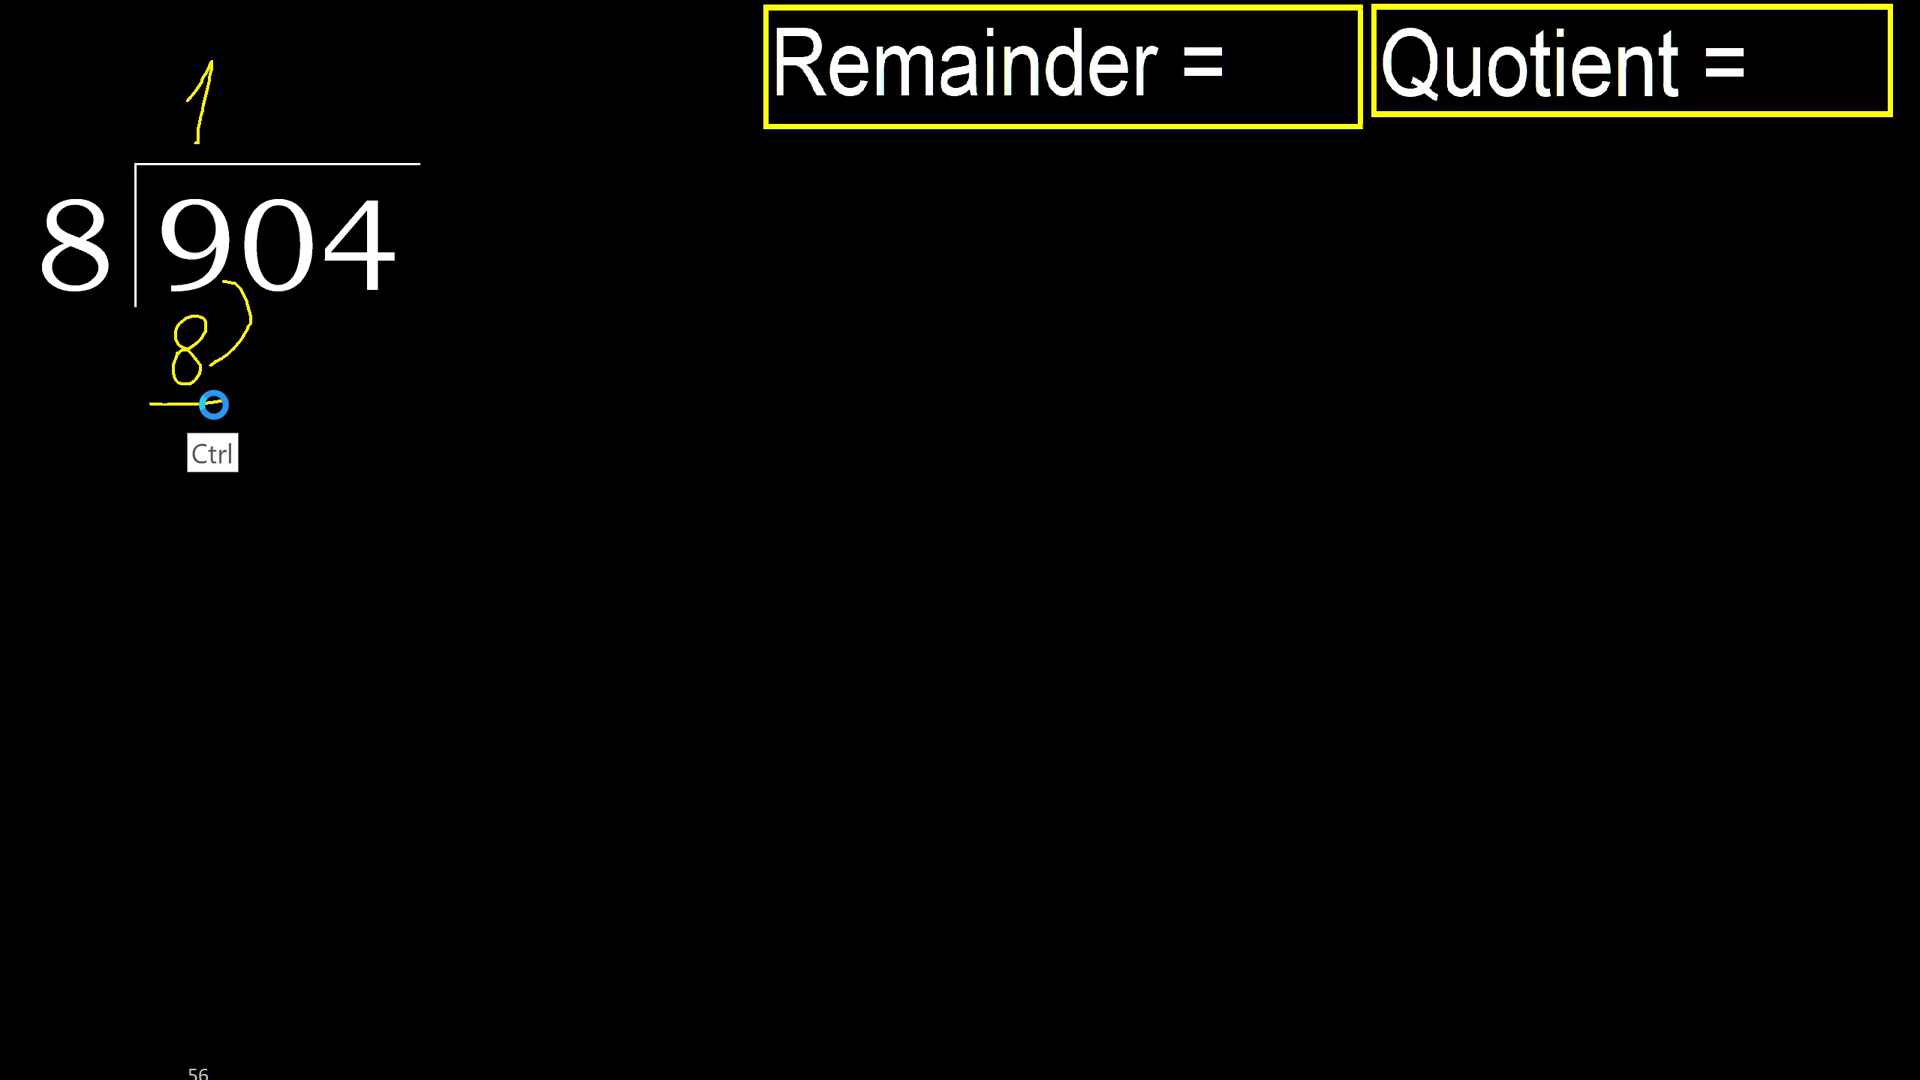 1
8 904
8
Ctrl
Remainder =
Quotient =
56